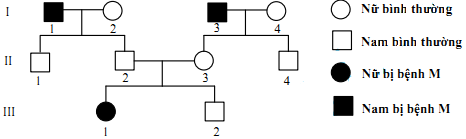 I
1 2 3 4
Nữ bình thường
II
1 2 3 4
Nam bình thường
Nữ bị bệnh M
III
1 2
Nam bị bệnh M